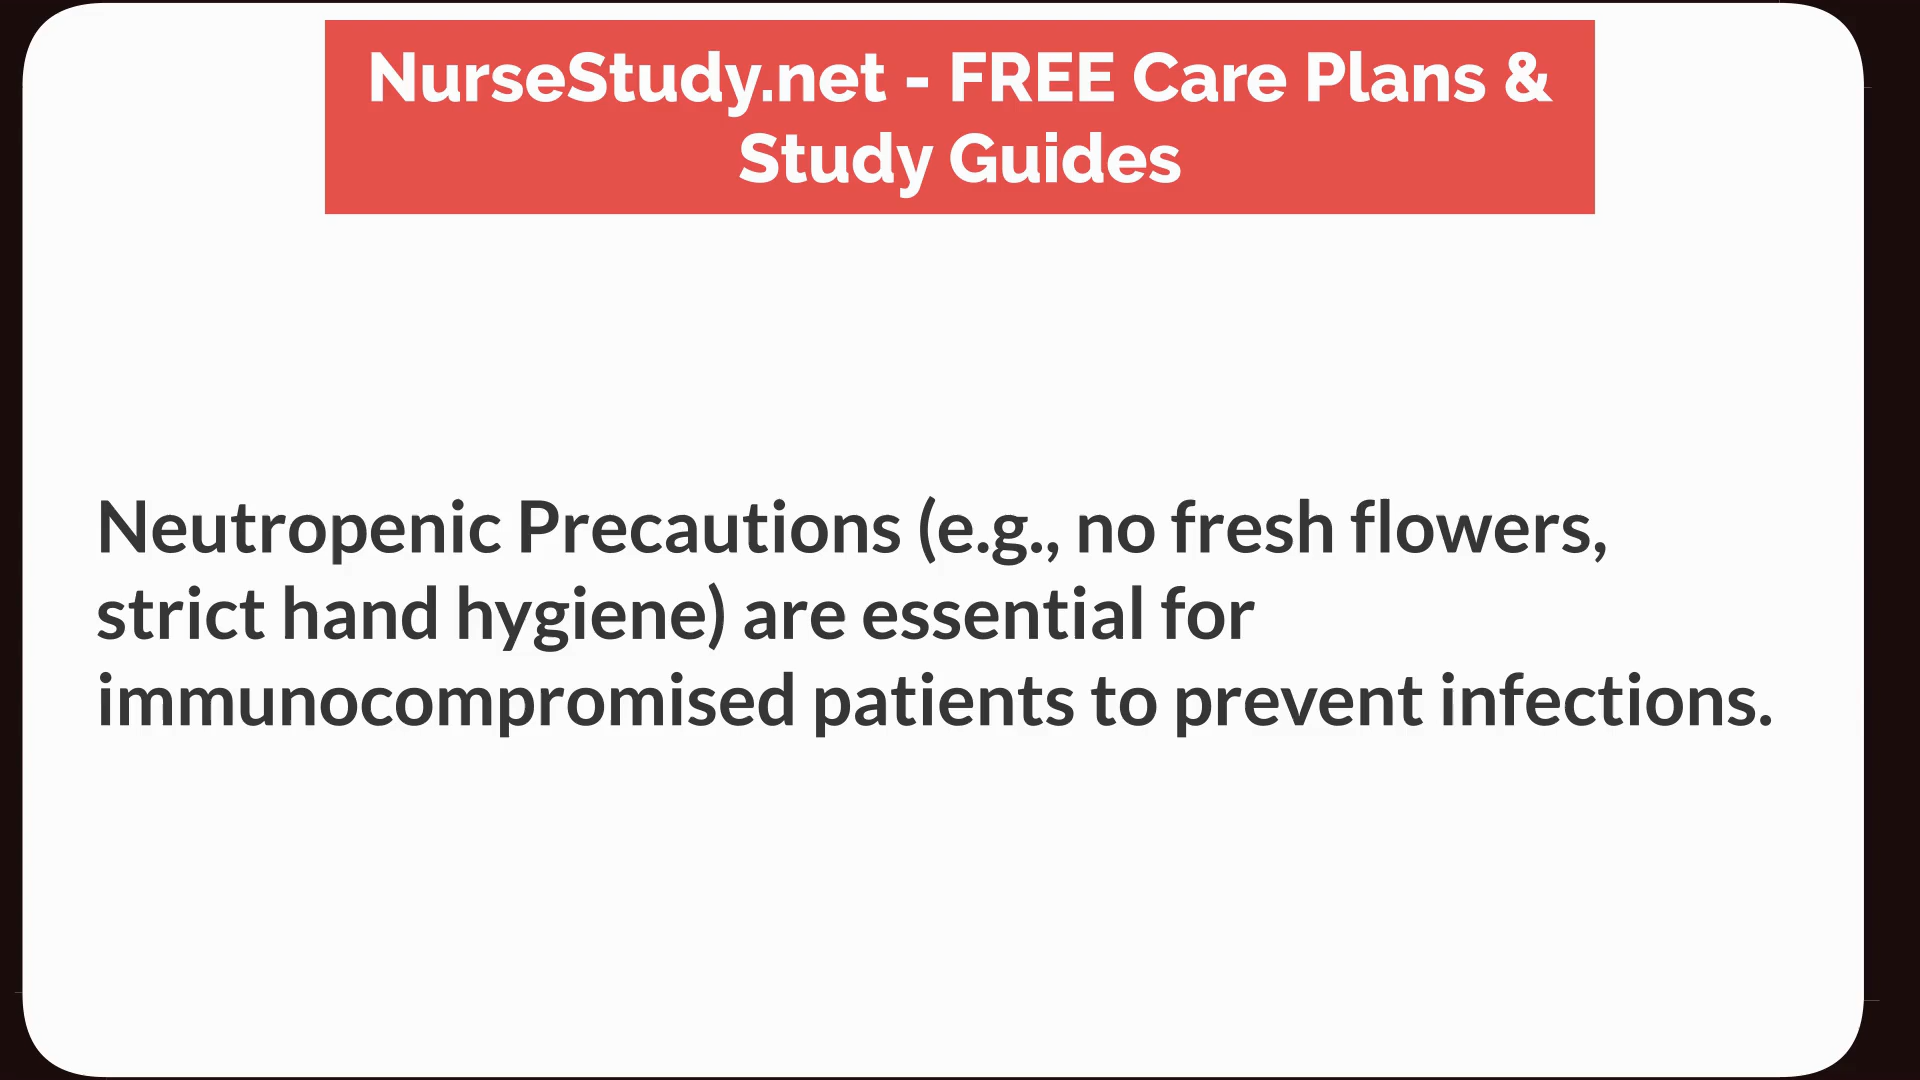 NurseStudy.net - FREE Care Plans &
Study Guides
Neutropenic Precautions (e.g., no fresh flowers,
strict hand hygiene) are essential for
immunocompromised patients to prevent infections.